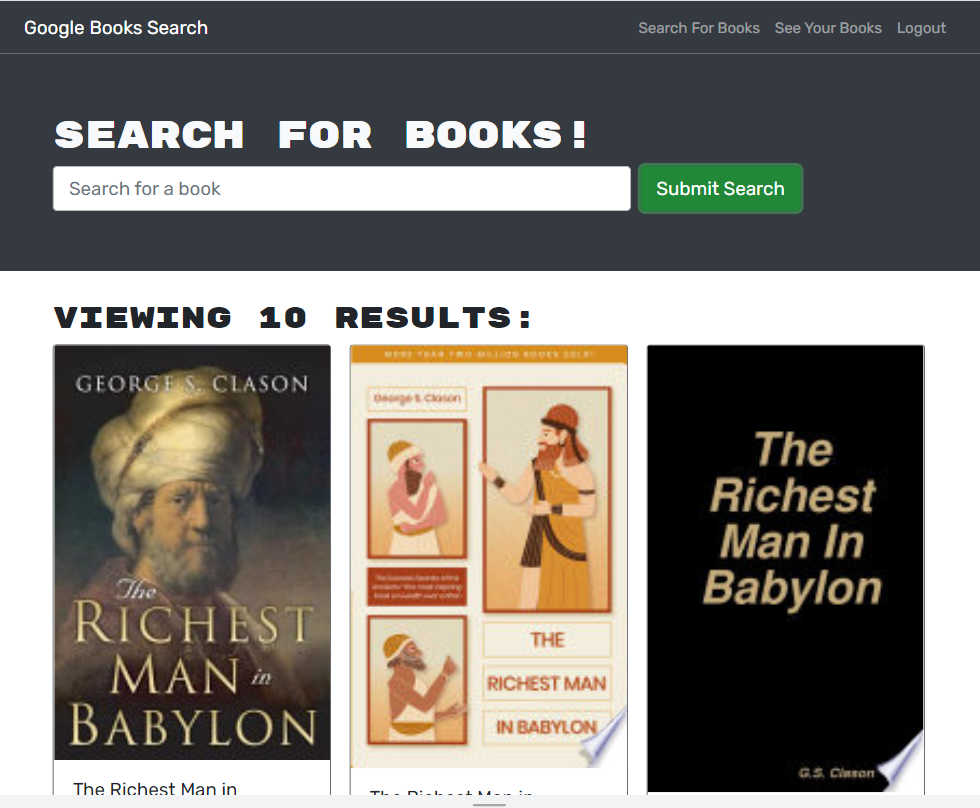 Google Books Search
Search For Books
See Your Books
Logout
SEARCH FOR BOOKS!
Search for a book
Submit Search
VIEWING 10 RESULTS:
GEORGE S. CLASON
The
RICHEST
MAN in
BABYLON
The Richest Man in
MORE THAN TWO MILLION BOOKS SOLD!
George S. Clason
THE
RICHEST MAN
IN BABYLON
The Richest Man in
The
Richest
Man In
Babylon
G.S. Clason